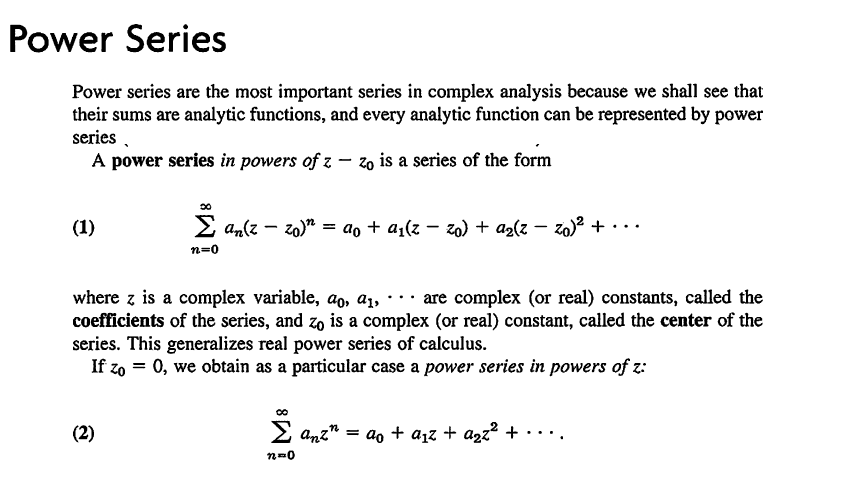 Power Series
Power series are the most important series in complex analysis because we shall see that
their sums are analytic functions, and every analytic function can be represented by power
series .
A power series in powers of z − z₀ is a series of the form
(1) ∑_{n=0}^{∞} aₙ(z − z₀)ⁿ = a₀ + a₁(z − z₀) + a₂(z − z₀)² + · · ·
where z is a complex variable, a₀, a₁, · · · are complex (or real) constants, called the
coefficients of the series, and z₀ is a complex (or real) constant, called the center of the
series. This generalizes real power series of calculus.
If z₀ = 0, we obtain as a particular case a power series in powers of z:
(2) ∑_{n=0}^{∞} aₙzⁿ = a₀ + a₁z + a₂z² + · · · .